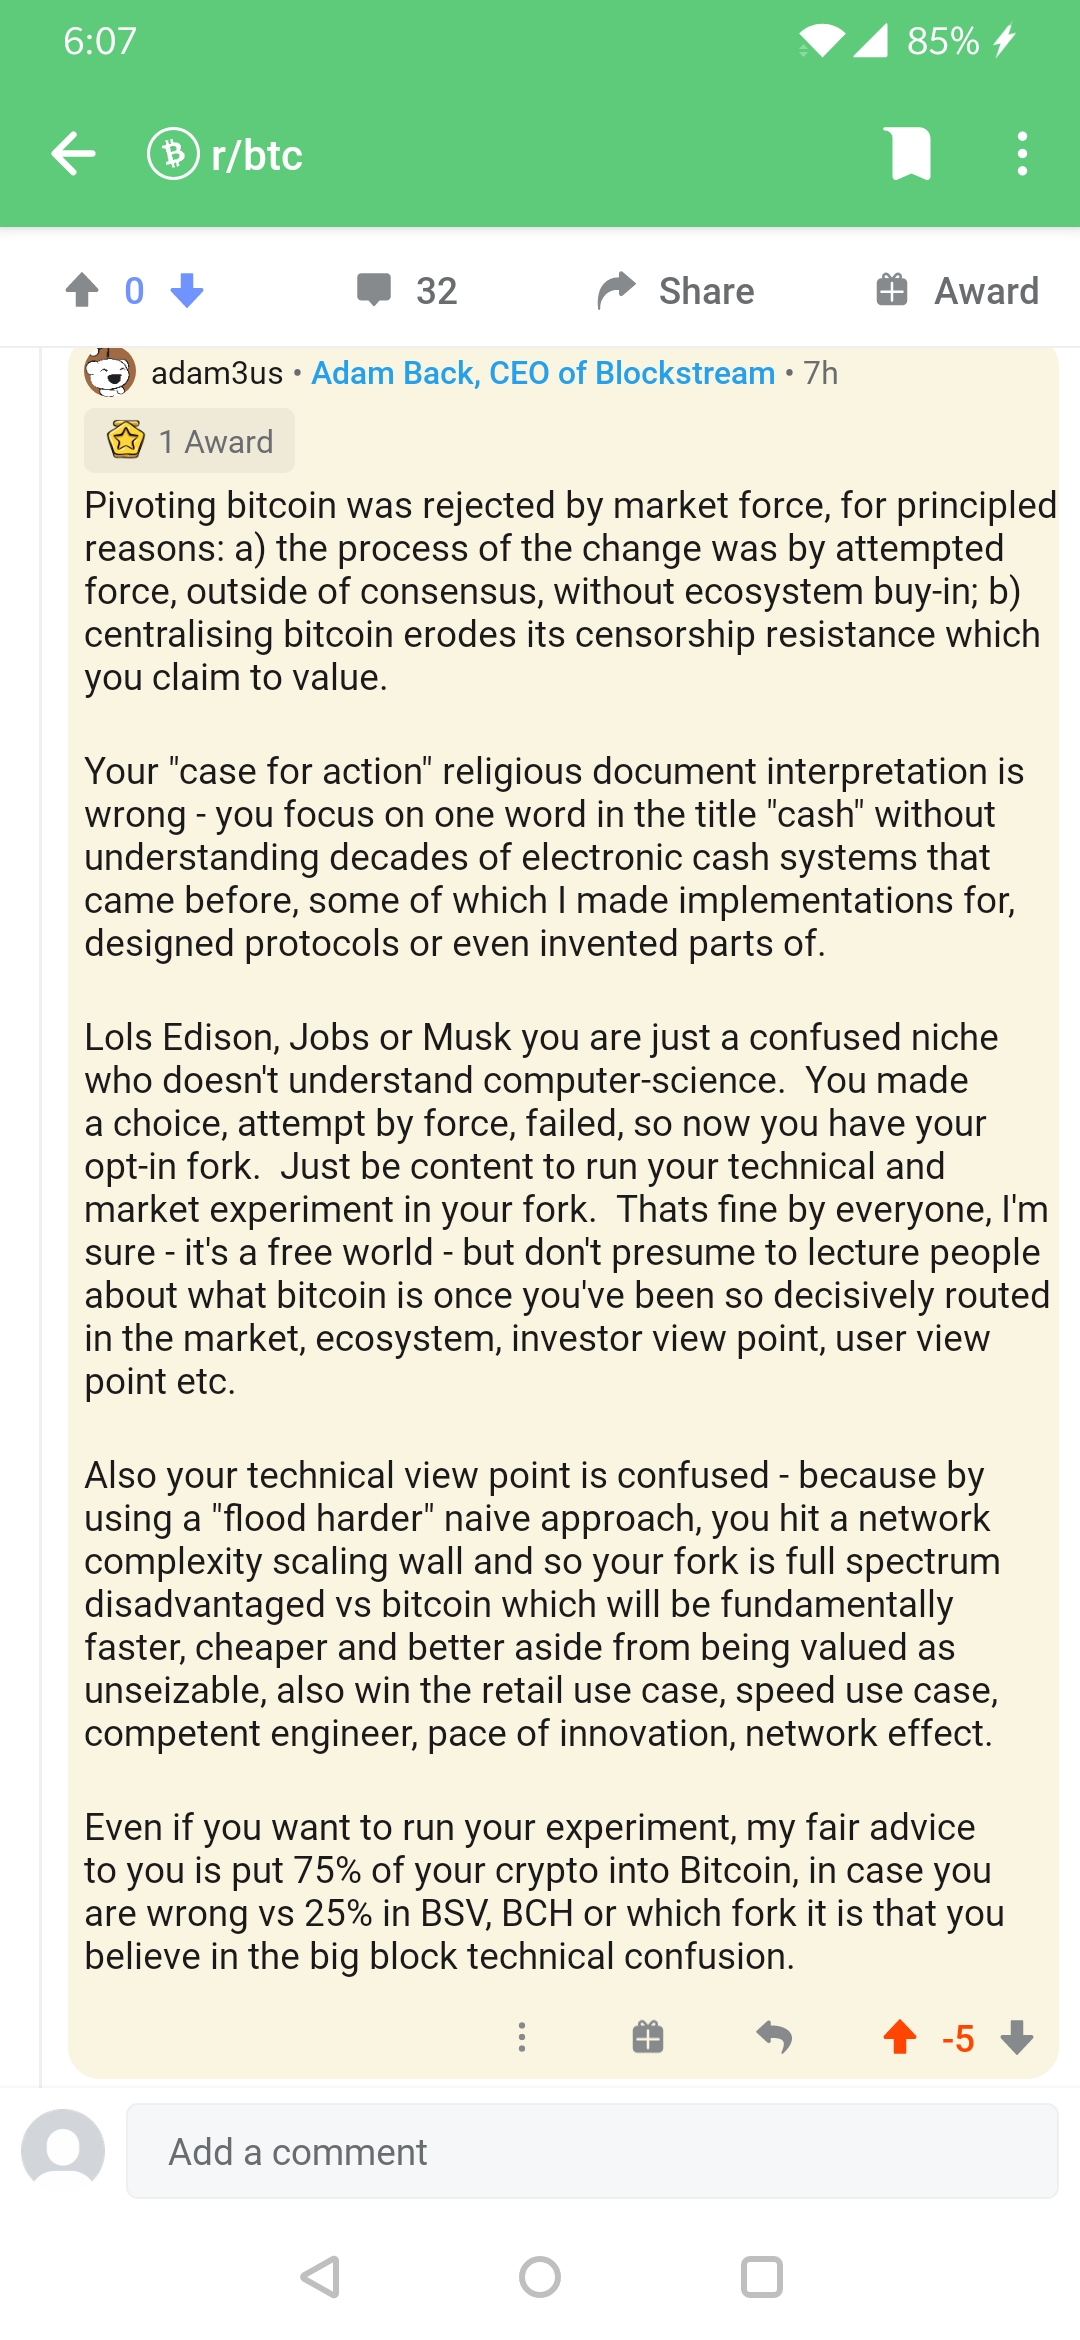 6:07
85%
r/btc
0
32
Share
Award
adam3us • Adam Back, CEO of Blockstream • 7h
1 Award
Pivoting bitcoin was rejected by market force, for principled
reasons: a) the process of the change was by attempted
force, outside of consensus, without ecosystem buy-in; b)
centralising bitcoin erodes its censorship resistance which
you claim to value.
Your "case for action" religious document interpretation is
wrong - you focus on one word in the title "cash" without
understanding decades of electronic cash systems that
came before, some of which I made implementations for,
designed protocols or even invented parts of.
Lols Edison, Jobs or Musk you are just a confused niche
who doesn't understand computer-science.  You made
a choice, attempt by force, failed, so now you have your
opt-in fork.  Just be content to run your technical and
market experiment in your fork.  Thats fine by everyone, I'm
sure - it's a free world - but don't presume to lecture people
about what bitcoin is once you've been so decisively routed
in the market, ecosystem, investor view point, user view
point etc.
Also your technical view point is confused - because by
using a "flood harder" naive approach, you hit a network
complexity scaling wall and so your fork is full spectrum
disadvantaged vs bitcoin which will be fundamentally
faster, cheaper and better aside from being valued as
unseizable, also win the retail use case, speed use case,
competent engineer, pace of innovation, network effect.
Even if you want to run your experiment, my fair advice
to you is put 75% of your crypto into Bitcoin, in case you
are wrong vs 25% in BSV, BCH or which fork it is that you
believe in the big block technical confusion.
-5
Add a comment